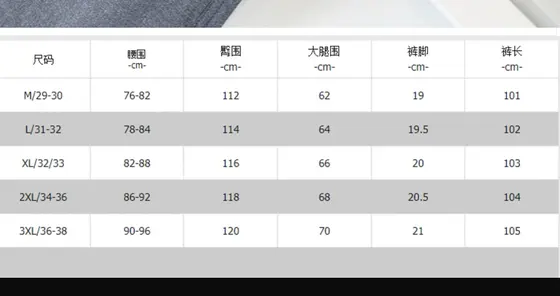 尺码 腰围 臀围 大腿围 裤脚 裤长
-cm- -cm- -cm- -cm- -cm-
M/29-30 76-82 112 62 19 101
L/31-32 78-84 114 64 19.5 102
XL/32/33 82-88 116 66 20 103
2XL/34-36 86-92 118 68 20.5 104
3XL/36-38 90-96 120 70 21 105